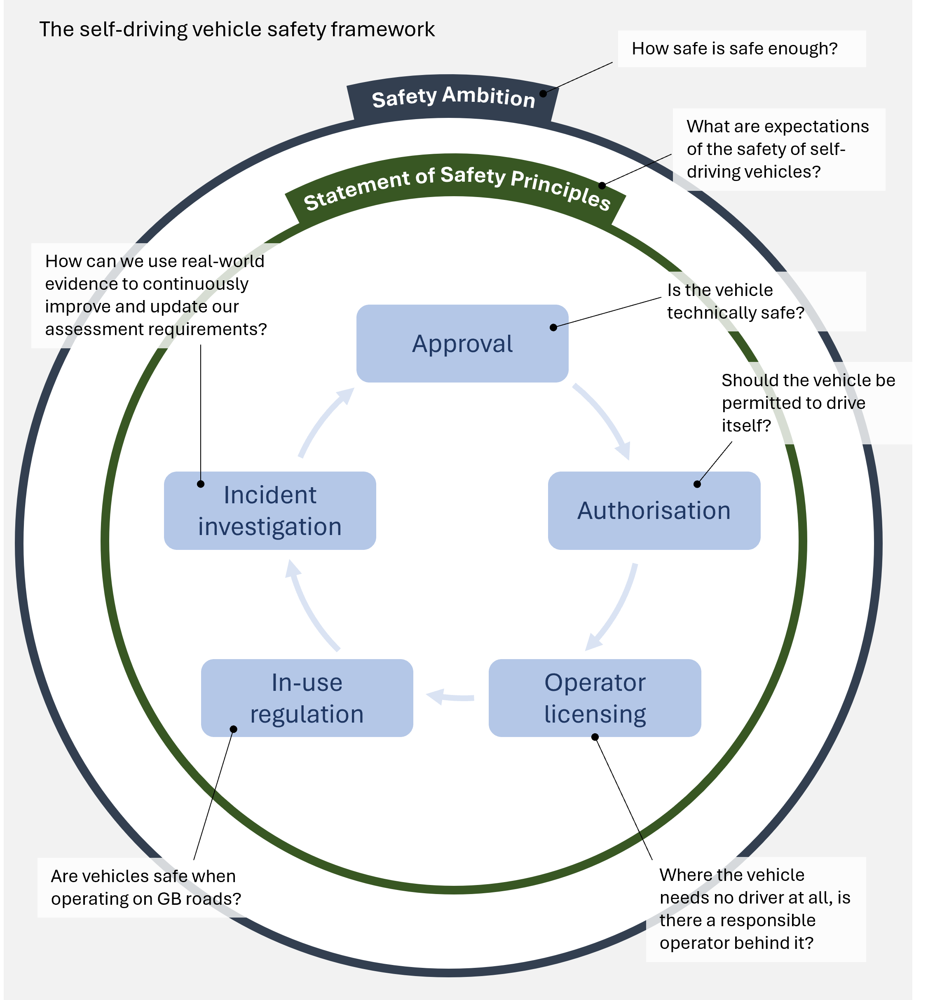 The self-driving vehicle safety framework
How safe is safe enough?
Safety Ambition
What are expectations
of the safety of self-
driving vehicles?
Statement of Safety Principles
How can we use real-world
evidence to continuously
improve and update our
assessment requirements?
Is the vehicle
technically safe?
Approval
Should the vehicle be
permitted to drive
itself?
Incident
investigation
Authorisation
In-use
regulation
Operator
licensing
Are vehicles safe when
operating on GB roads?
Where the vehicle
needs no driver at all, is
there a responsible
operator behind it?